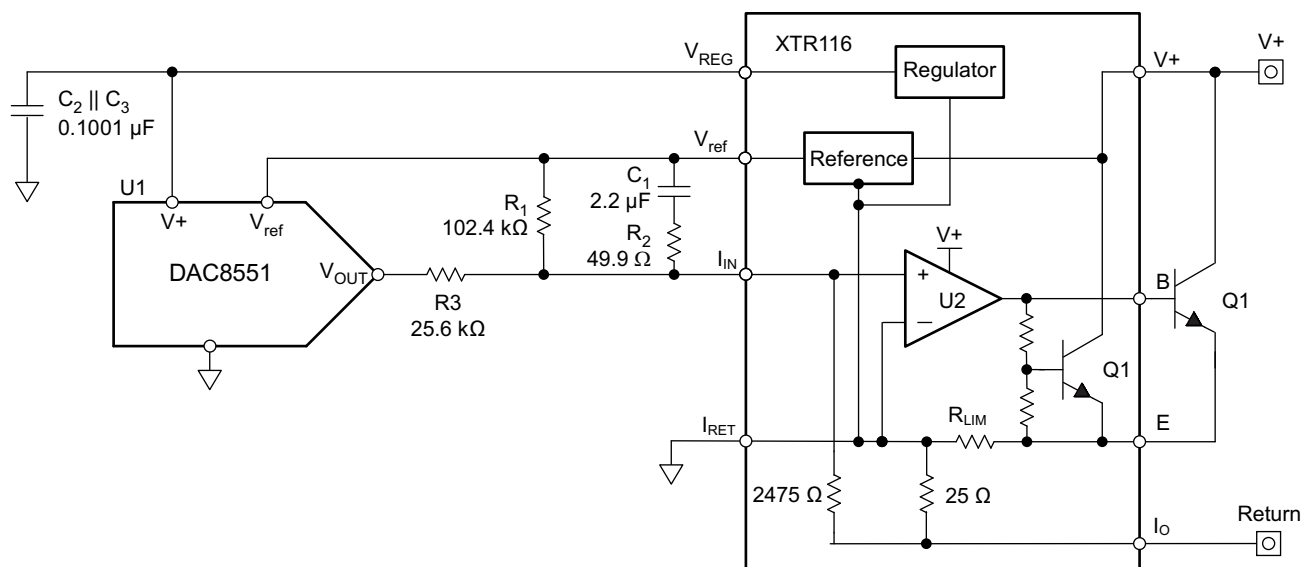 XTR116
V+
V+
VREG
Regulator
C2 || C3
0.1001 µF
Vref
Reference
U1
V+
Vref
C1
2.2 µF
R1
102.4 kΩ
R2
49.9 Ω
V+
DAC8551
VOUT
IIN
+
U2
–
B
Q1
R3
25.6 kΩ
Q1
RLIM
IRET
E
2475 Ω
25 Ω
IO
Return